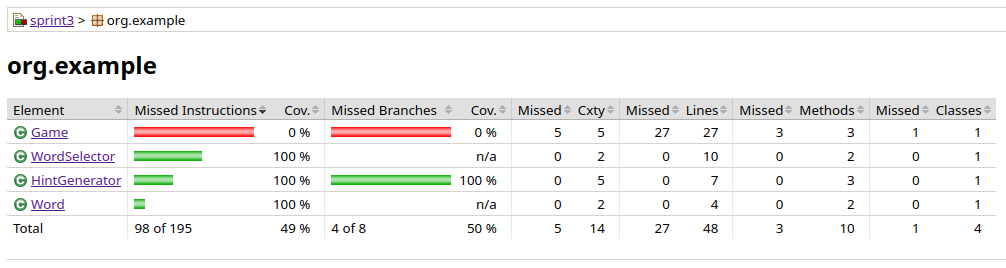 sprint3 > org.example
org.example
Element Missed Instructions Cov. Missed Branches Cov. Missed Cxty Missed Lines Missed Methods Missed Classes
C Game 0 % 0 % 5 5 27 27 3 3 1 1
C WordSelector 100 % n/a 0 2 0 10 0 2 0 1
C HintGenerator 100 % 100 % 0 5 0 7 0 3 0 1
C Word 100 % n/a 0 2 0 4 0 2 0 1
Total 98 of 195 49 % 4 of 8 50 % 5 14 27 48 3 10 1 4